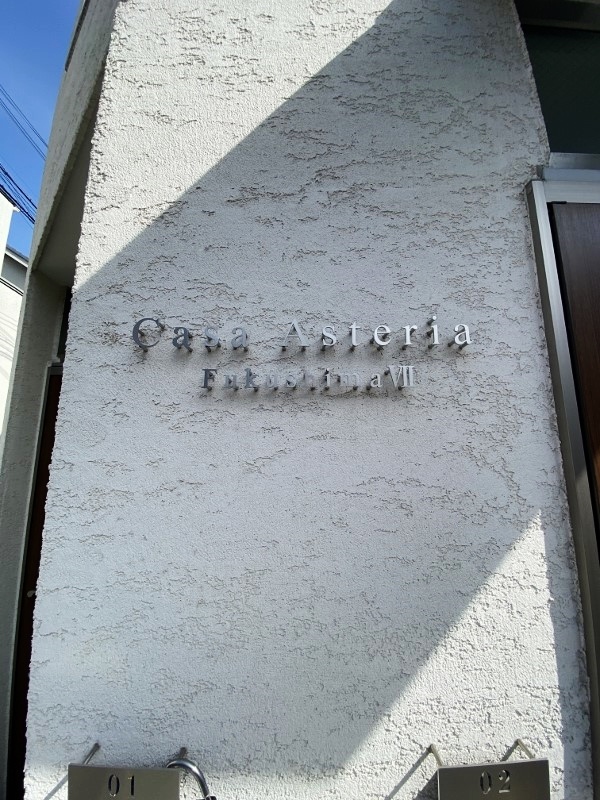 Casa Asteria
Fukushima Ⅶ
01
02